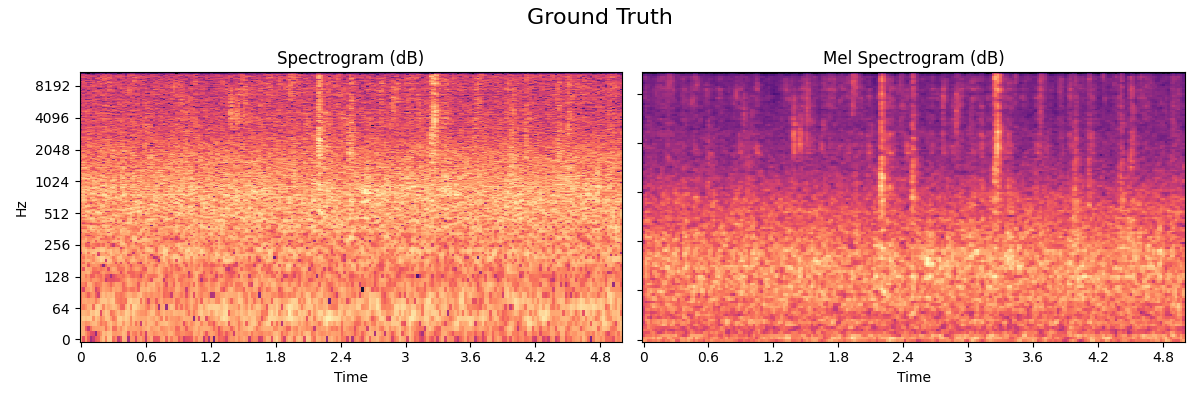 Ground Truth
Spectrogram (dB)
Mel Spectrogram (dB)
Hz
8192
4096
2048
1024
512
256
128
64
0
0 0.6 1.2 1.8 2.4 3 3.6 4.2 4.8
Time
0 0.6 1.2 1.8 2.4 3 3.6 4.2 4.8
Time